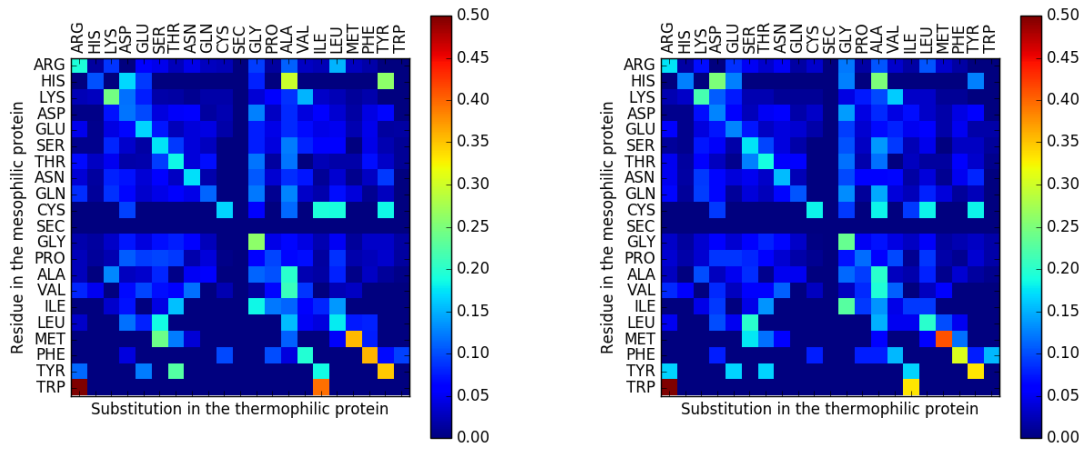 ARG HIS LYS ASP GLU SER THR ASN GLN CYS SEC GLY PRO ALA VAL ILE LEU MET PHE TYR TRP
ARG
HIS
LYS
ASP
GLU
SER
THR
ASN
GLN
CYS
SEC
GLY
PRO
ALA
VAL
ILE
LEU
MET
PHE
TYR
TRP
Residue in the mesophilic protein
Substitution in the thermophilic protein
0.50
0.45
0.40
0.35
0.30
0.25
0.20
0.15
0.10
0.05
0.00
ARG HIS LYS ASP GLU SER THR ASN GLN CYS SEC GLY PRO ALA VAL ILE LEU MET PHE TYR TRP
ARG
HIS
LYS
ASP
GLU
SER
THR
ASN
GLN
CYS
SEC
GLY
PRO
ALA
VAL
ILE
LEU
MET
PHE
TYR
TRP
Residue in the mesophilic protein
Substitution in the thermophilic protein
0.50
0.45
0.40
0.35
0.30
0.25
0.20
0.15
0.10
0.05
0.00